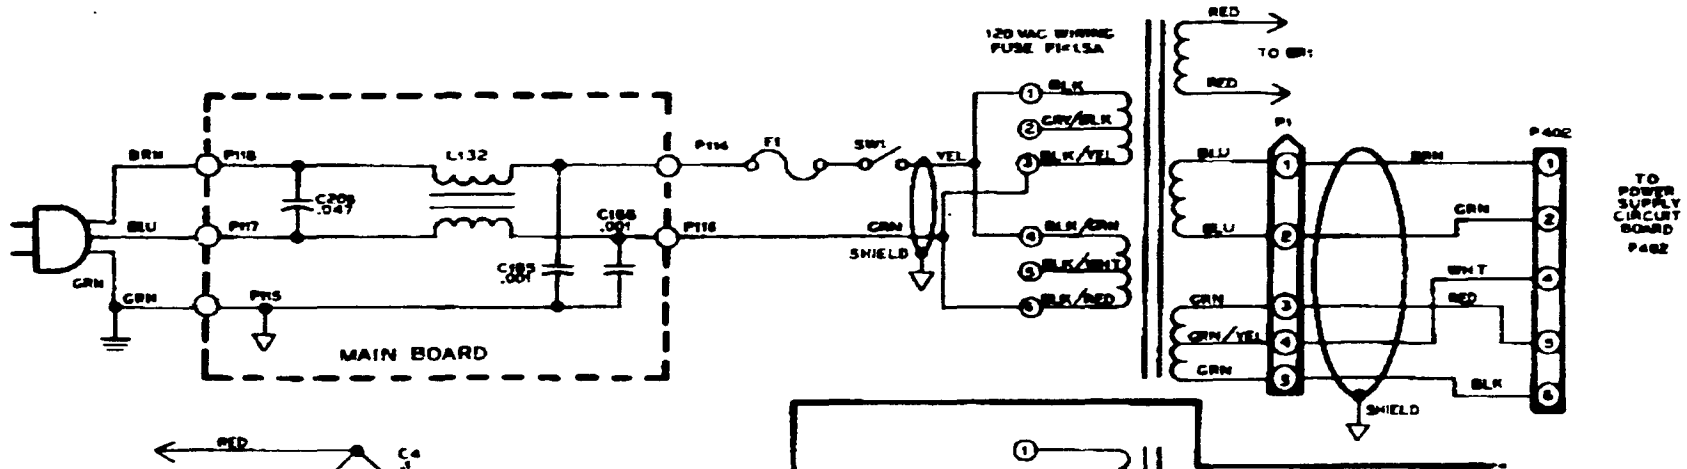 120 VAC WIRING
FUSE F1=1.5A
RED
TO BR1
RED
BRN
P118
L132
P114
F1
SW1
YEL
C205
.047
BLU
P117
C166
.001
P116
GRN
SHIELD
C185
.001
GRN
GRN
P115
MAIN BOARD
1
BLK
2
GRY/BLK
3
BLK/YEL
4
BLK/GRN
5
BLK/WHT
6
BLK/RED
P1
P402
BLU
1
BRN
1
BLU
2
GRN
2
GRN
3
WHT
4
GRN/YEL
4
RED
5
GRN
5
BLK
6
SHIELD
TO
POWER
SUPPLY
CIRCUIT
BOARD
P402
RED
C4
.1
1